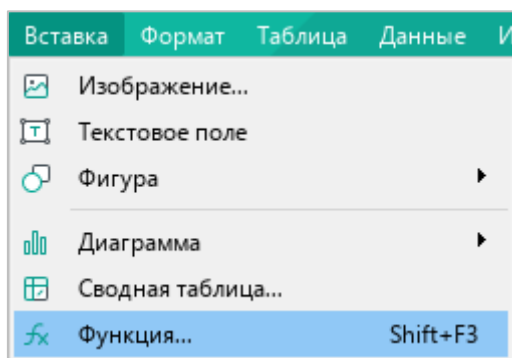 Вставка Формат Таблица Данные И
Изображение...
Текстовое поле
Фигура
Диаграмма
Сводная таблица...
Функция... Shift+F3